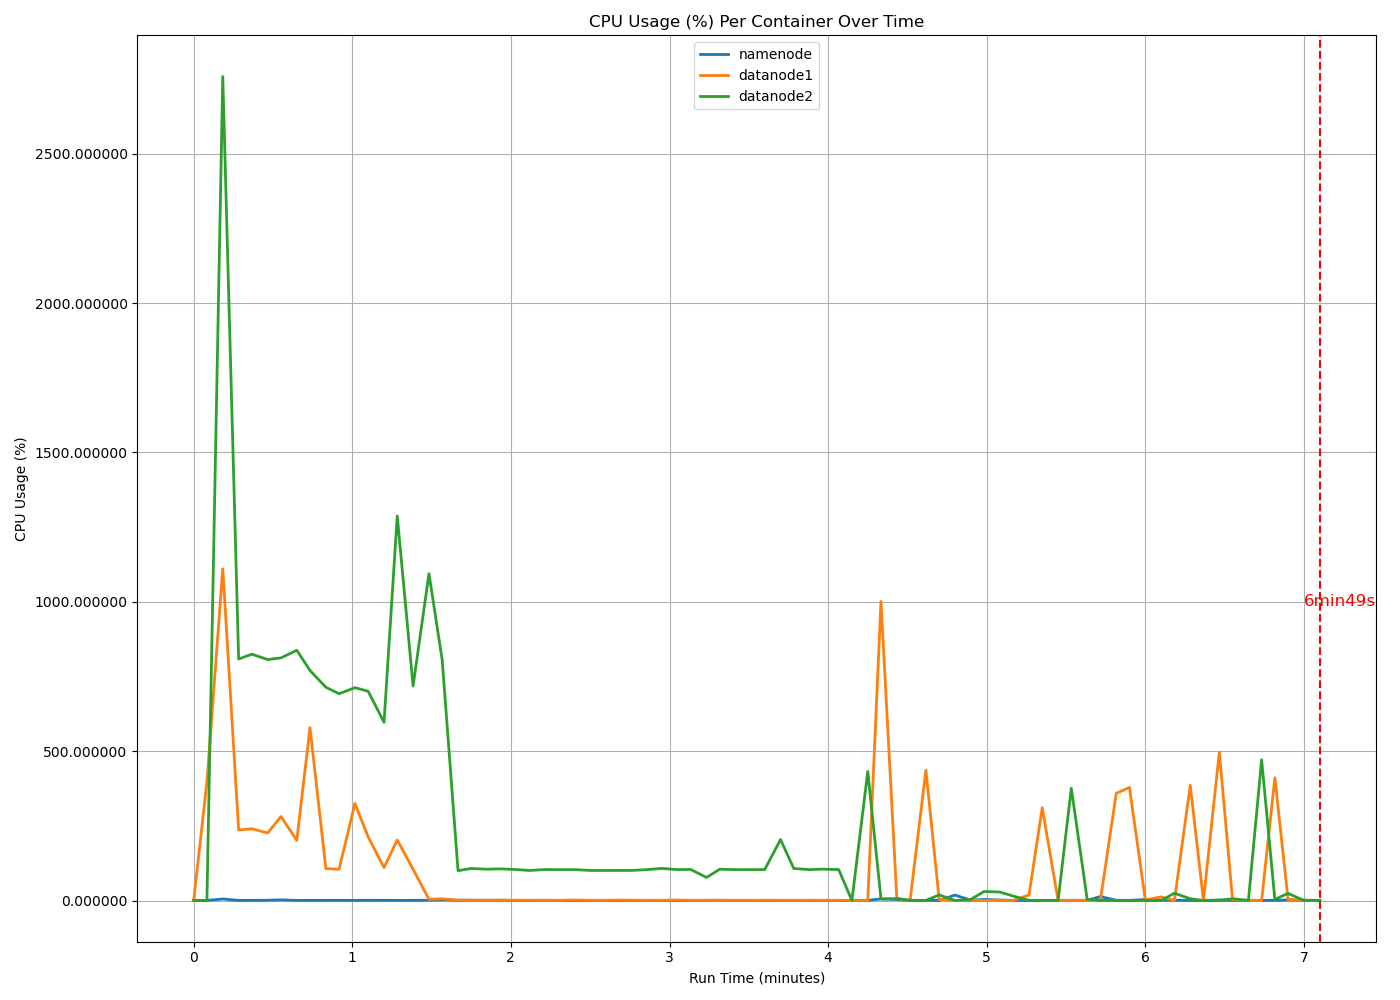 CPU Usage (%) Per Container Over Time
namenode
datanode1
datanode2
2500.000000
2000.000000
1500.000000
1000.000000
500.000000
0.000000
CPU Usage (%)
6min49s
0 1 2 3 4 5 6 7
Run Time (minutes)